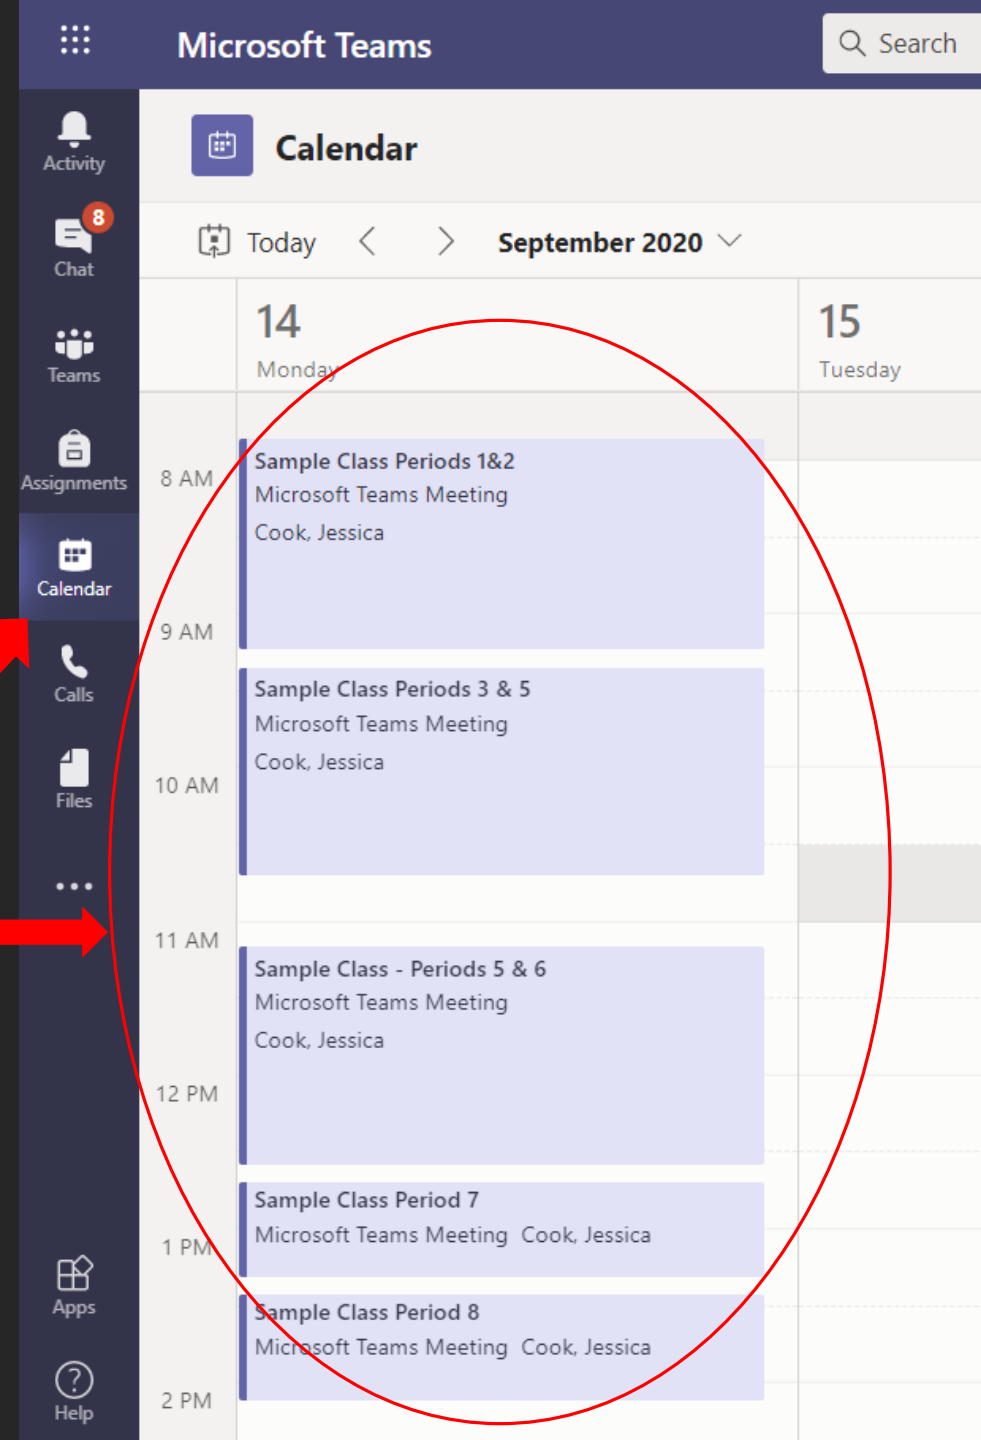 Microsoft Teams
Search
Activity
8
Chat
Teams
Assignments
Calendar
Calls
Files
Apps
Help
Calendar
Today
September 2020
14
Monday
15
Tuesday
8 AM
Sample Class Periods 1&2
Microsoft Teams Meeting
Cook, Jessica
9 AM
Sample Class Periods 3 & 5
Microsoft Teams Meeting
Cook, Jessica
10 AM
11 AM
Sample Class - Periods 5 & 6
Microsoft Teams Meeting
Cook, Jessica
12 PM
Sample Class Period 7
Microsoft Teams Meeting Cook, Jessica
1 PM
Sample Class Period 8
Microsoft Teams Meeting Cook, Jessica
2 PM